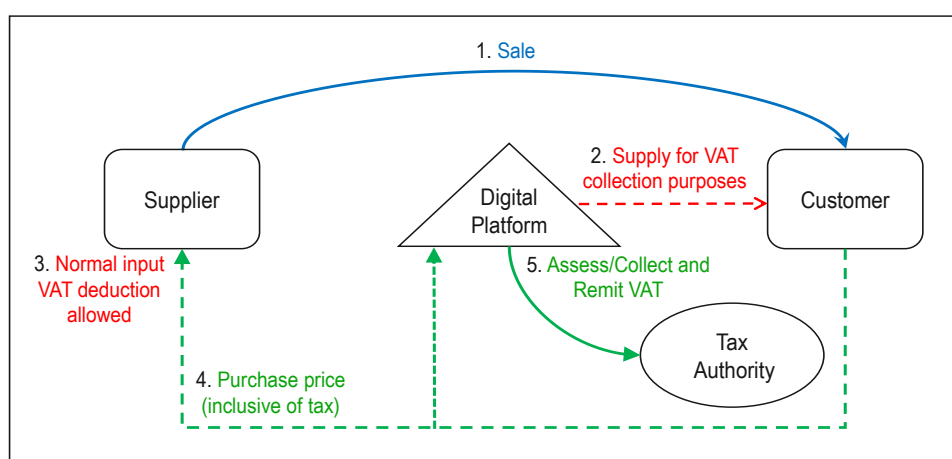 1. Sale
Supplier
Digital
Platform
2. Supply for VAT
collection purposes
Customer
3. Normal input
VAT deduction
allowed
5. Assess/Collect and
Remit VAT
Tax
Authority
4. Purchase price
(inclusive of tax)